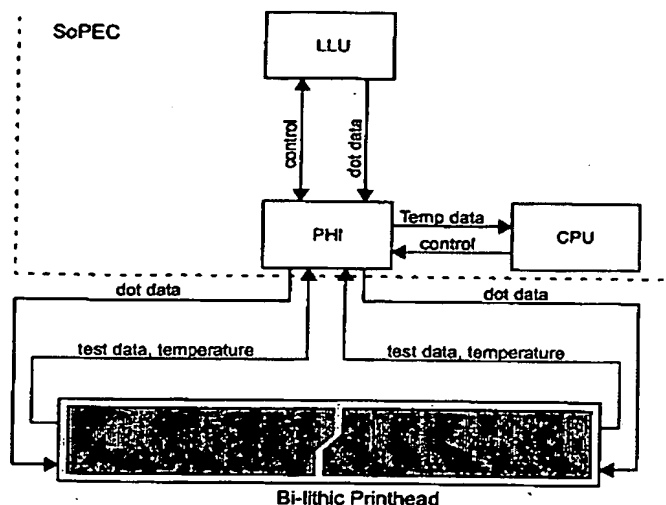 SoPEC
LLU
control
dot data
PHI
Temp data
control
CPU
dot data
dot data
test data, temperature
test data, temperature
Bi-lithic Printhead